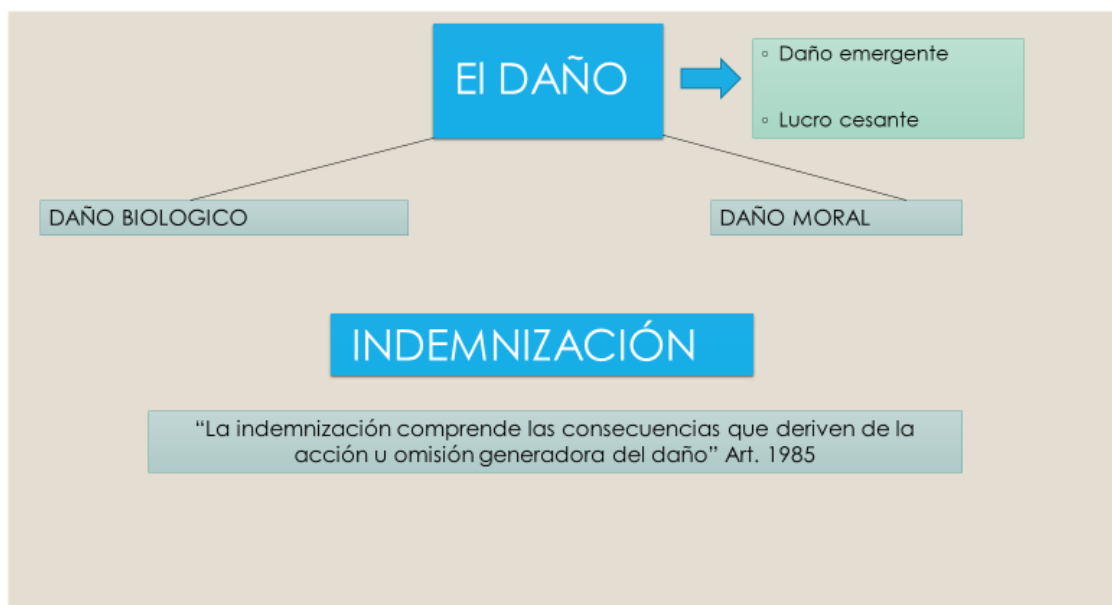 El DAÑO
▫ Daño emergente
▫ Lucro cesante
DAÑO BIOLOGICO
DAÑO MORAL
INDEMNIZACIÓN
“La indemnización comprende las consecuencias que deriven de la
acción u omisión generadora del daño” Art. 1985